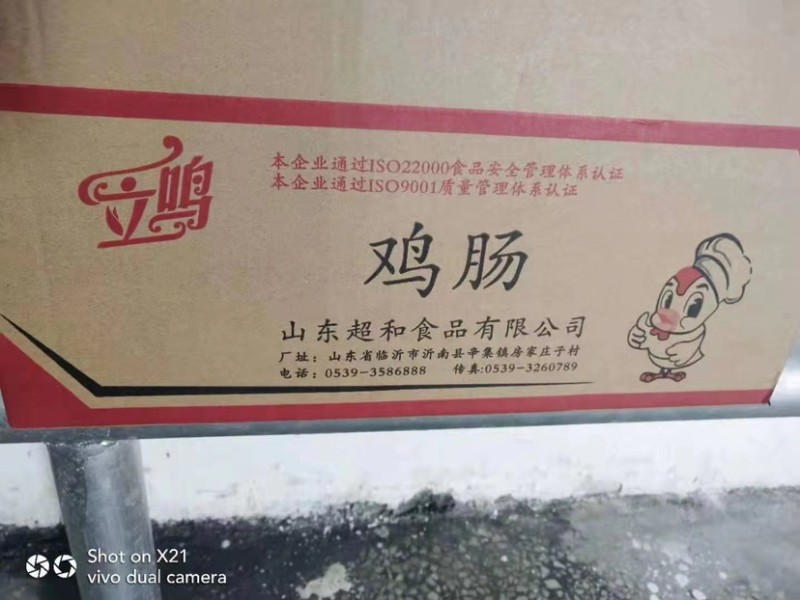 立鸣
本企业通过ISO22000食品安全管理体系认证
本企业通过ISO9001质量管理体系认证
鸡肠
山东超和食品有限公司
厂址：山东省临沂市沂南县辛集镇房家庄子村
电话：0539-3586888 传真:0539-3260789
Shot on X21
vivo dual camera